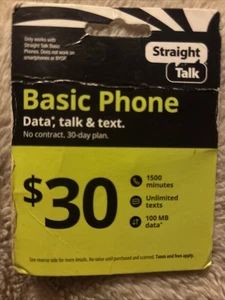 Only works with
Straight Talk Basic
Phones. Does not work on
smartphones or BYOP
Straight
Talk
Basic Phone
Data*, talk & text.
No contract. 30-day plan.
$30
1500
minutes
Unlimited
texts
100 MB
data*
See reverse side for more details. No value until purchased and scanned. Taxes and fees apply.